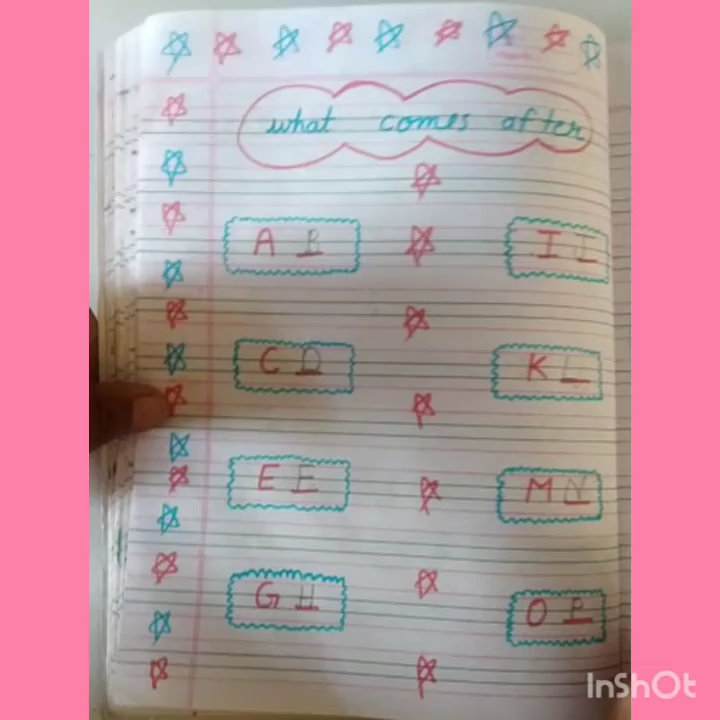 what comes after
A B
I I
C D
K L
E E
M N
G H
O P
InShOt